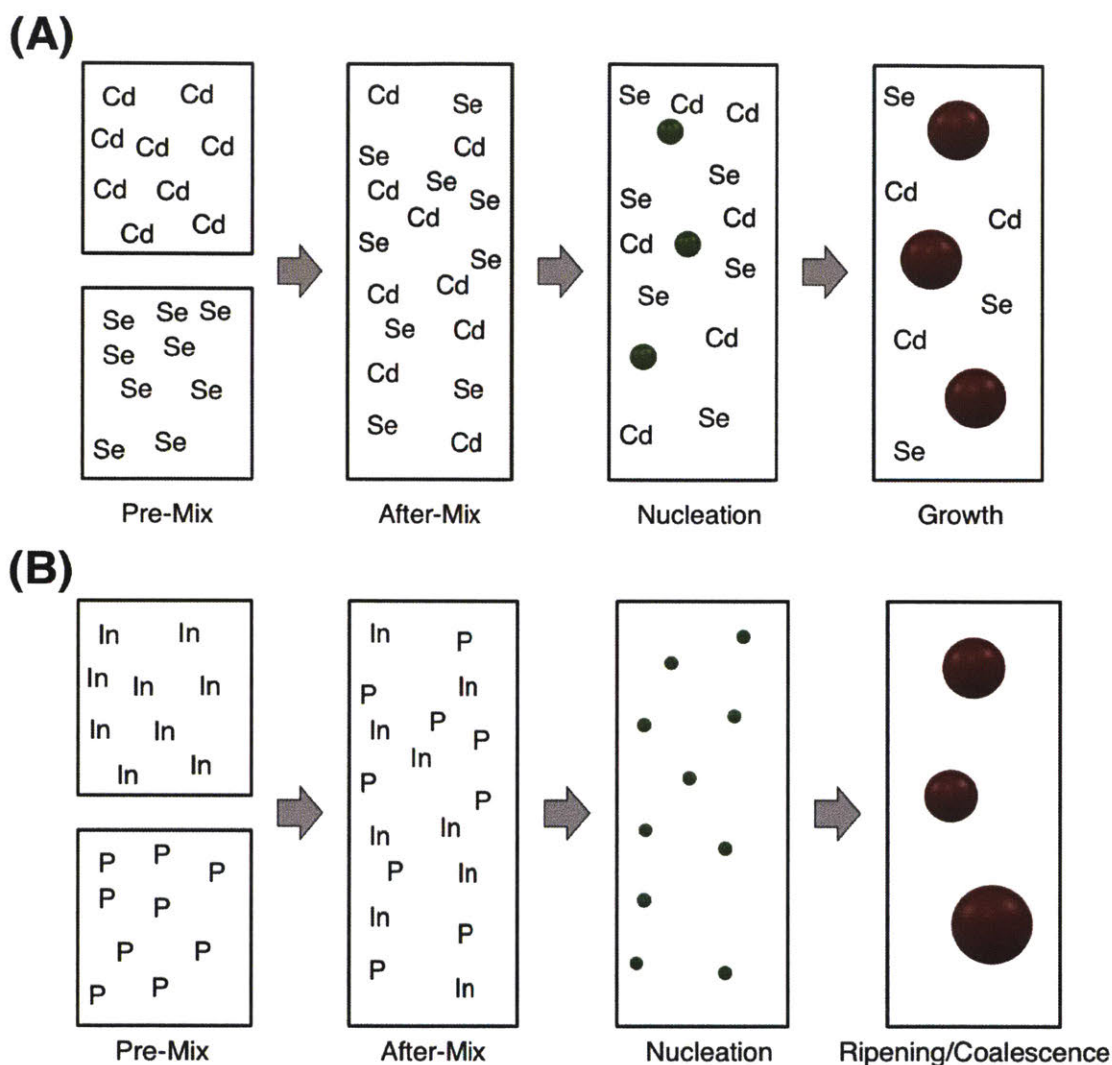 (A)
Cd Cd
Cd Cd Cd
Cd Cd
Cd Cd
Se Se Se
Se Se
Se Se
Se Se
Pre-Mix
Cd Se
Se Cd
Cd Se Se
Cd
Se Se
Cd Cd
Se Cd
Cd Se
Se Cd
After-Mix
Se Cd Cd
Se
Se Cd
Cd Se
Se
Cd
Se
Cd
Nucleation
Se
Cd Cd
Se
Cd
Se
Growth
(B)
In In
In In In
In In
In In
P P P
P P
P P
P P
Pre-Mix
In P
P In
In P P
In
P P
In In
P In
In P
P In
After-Mix
Nucleation
Ripening/Coalescence